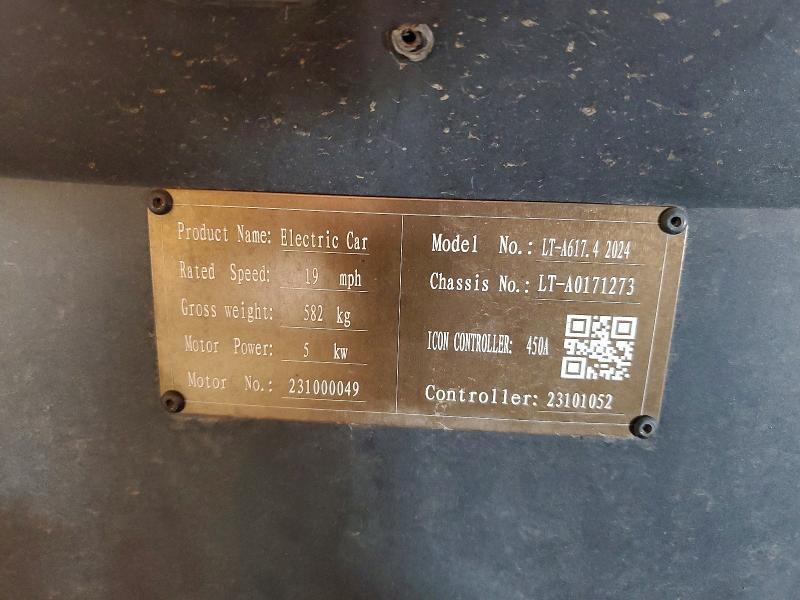 Product Name: Electric Car
Rated Speed: 19 mph
Gross weight: 582 kg
Motor Power: 5 kw
Motor No.: 231000049
Model No.: LT-A617.4 2024
Chassis No.: LT-A0171273
ICON CONTROLLER: 450A
Controller: 23101052